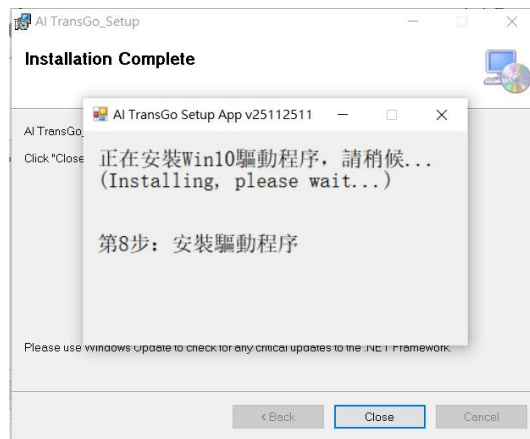 AI TransGo_Setup
Installation Complete
AI TransGo Setup App v25112511
AI TransGo_
Click "Close
正在安裝Win10驅動程序，請稍候...
(Installing, please wait...)
第8步：安裝驅動程序
Please use Windows Update to check for any critical updates to the .NET Framework.
< Back
Close
Cancel